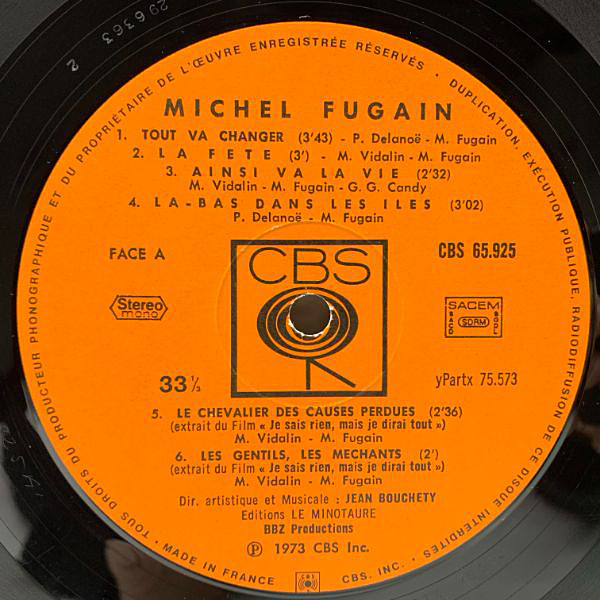 296363 2
TOUS DROITS DU PRODUCTEUR PHONOGRAPHIQUE ET DU PROPRIÉTAIRE DE L'ŒUVRE ENREGISTRÉE RÉSERVÉS • DUPLICATION, EXÉCUTION PUBLIQUE, RADIODIFFUSION DE CE DISQUE INTERDITES •
MICHEL FUGAIN
1. TOUT VA CHANGER (3'43) - P. Delanoë - M. Fugain
2. LA FETE (3') - M. Vidalin - M. Fugain
3. AINSI VA LA VIE (2'32)
M. Vidalin - M. Fugain - G.G. Candy
4. LA-BAS DANS LES ILES (3'02)
P. Delanoë - M. Fugain
FACE A
CBS
CBS 65.925
Stereo
mono
SACEM
SACD SDRM SGDL
33⅓
yPartx 75.573
5. LE CHEVALIER DES CAUSES PERDUES (2'36)
(extrait du Film « Je sais rien, mais je dirai tout »)
M. Vidalin - M. Fugain
6. LES GENTILS, LES MECHANTS (2')
(extrait du Film « Je sais rien, mais je dirai tout »)
M. Vidalin - M. Fugain
Dir. artistique et Musicale : JEAN BOUCHETY
Editions LE MINOTAURE
BBZ Productions
Ⓟ 1973 CBS Inc.
• MADE IN FRANCE
CBS
CBS. INC. •